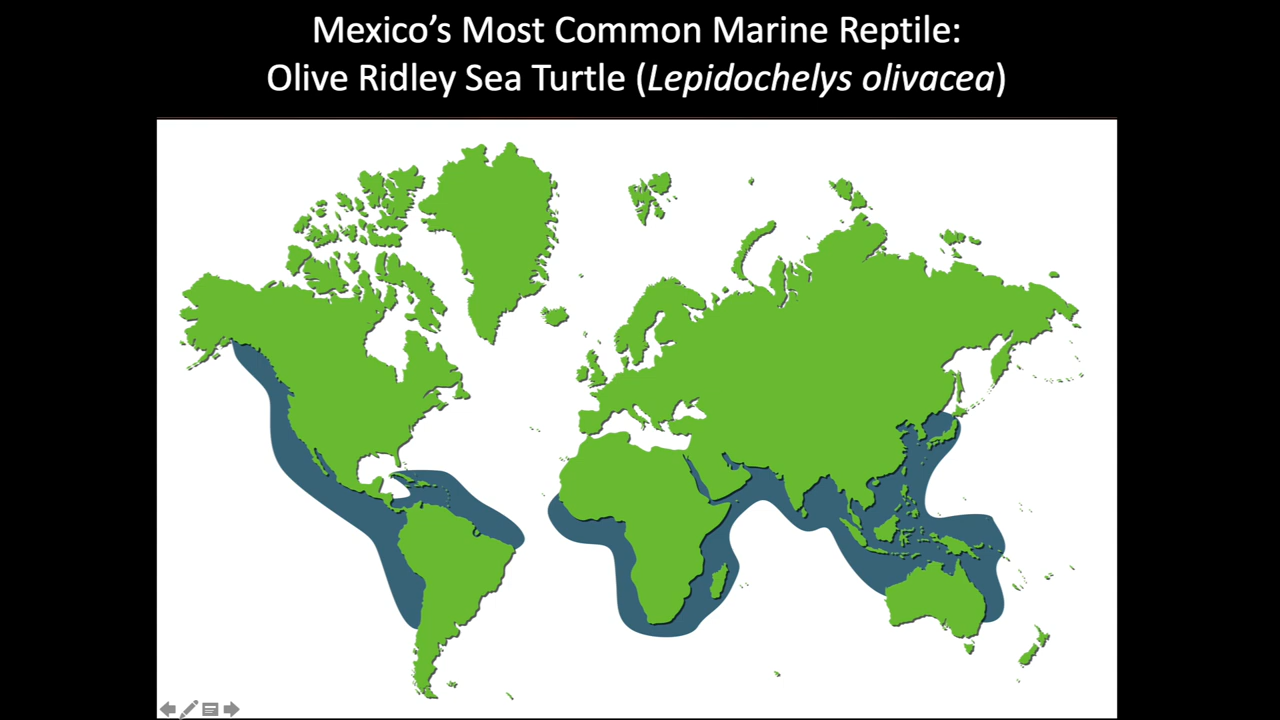 Mexico’s Most Common Marine Reptile:
Olive Ridley Sea Turtle (Lepidochelys olivacea)